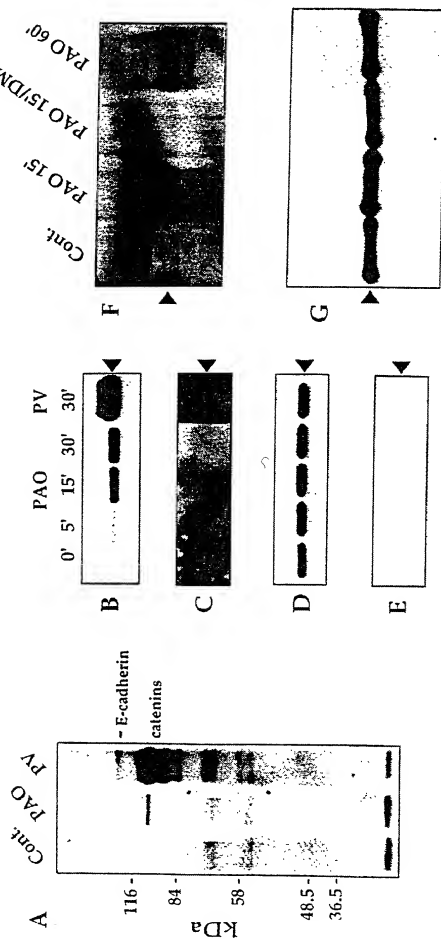 A
Cont.
PAO
PV
116 -
84 -
58 -
48.5 -
36.5 -
kDa
- E-cadherin
catenins
PAO
PV
0' 5' 15' 30' 30'
B
C
D
E
Cont.
PAO 15'
PAO 15'/DM
PAO 60'
F
G